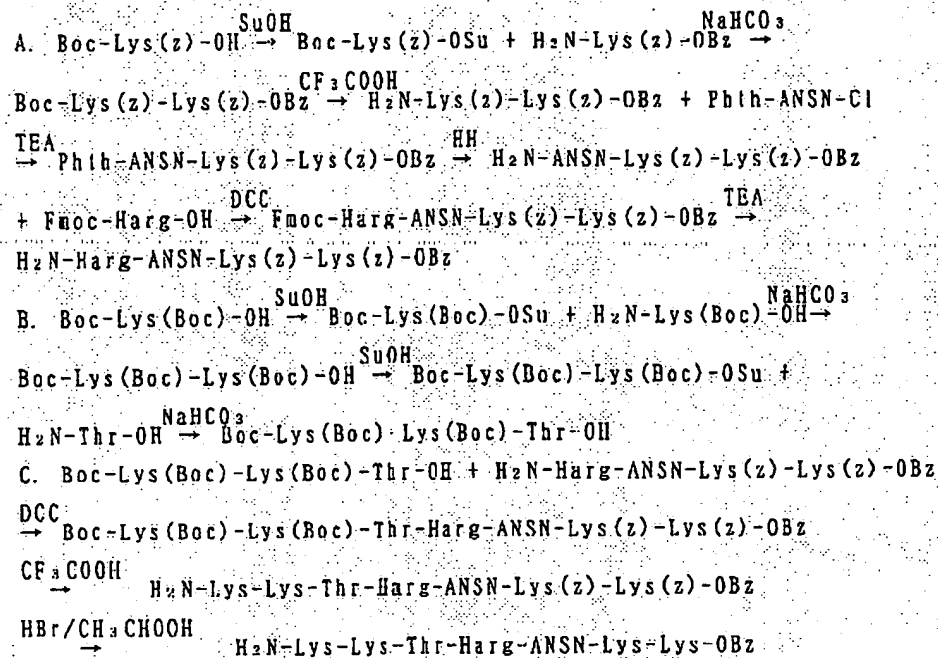 SuOH NaHCO₃
A. Boc-Lys(z)-OH → Boc-Lys(z)-OSu + H₂N-Lys(z)-OBz →
CF₃COOH
Boc-Lys(z)-Lys(z)-OBz → H₂N-Lys(z)-Lys(z)-OBz + Phth-ANSN-Cl
TEA HH
→ Phth-ANSN-Lys(z)-Lys(z)-OBz → H₂N-ANSN-Lys(z)-Lys(z)-OBz
DCC TEA
+ Fmoc-Harg-OH → Fmoc-Harg-ANSN-Lys(z)-Lys(z)-OBz →
H₂N-Harg-ANSN-Lys(z)-Lys(z)-OBz
SuOH NaHCO₃
B. Boc-Lys(Boc)-OH → Boc-Lys(Boc)-OSu + H₂N-Lys(Boc)-OH→
SuOH
Boc-Lys(Boc)-Lys(Boc)-OH → Boc-Lys(Boc)-Lys(Boc)-OSu +
NaHCO₃
H₂N-Thr-OH → Boc-Lys(Boc)·Lys(Boc)-Thr-OH
C. Boc-Lys(Boc)-Lys(Boc)-Thr-OH + H₂N-Harg-ANSN-Lys(z)-Lys(z)-OBz
DCC
→ Boc-Lys(Boc)-Lys(Boc)-Thr-Harg-ANSN-Lys(z)-Lys(z)-OBz
CF₃COOH
→ H₂N-Lys-Lys-Thr-Harg-ANSN-Lys(z)-Lys(z)-OBz
HBr/CH₃CHOOH
→ H₂N-Lys-Lys-Thr-Harg-ANSN-Lys-Lys-OBz